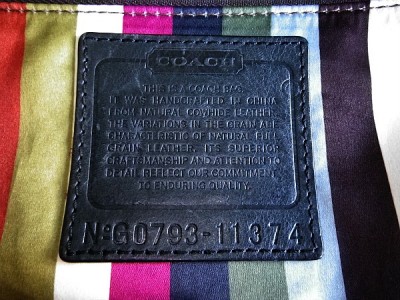 COACH
THIS IS A COACH BAG.
IT WAS HANDCRAFTED IN CHINA
FROM NATURAL COWHIDE LEATHER.
THE VARIATIONS IN THE GRAIN ARE
CHARACTERISTIC OF NATURAL FULL
GRAIN LEATHER. ITS SUPERIOR
CRAFTSMANSHIP AND ATTENTION TO
DETAIL REFLECT OUR COMMITMENT
TO ENDURING QUALITY.
Nº G0793-11374